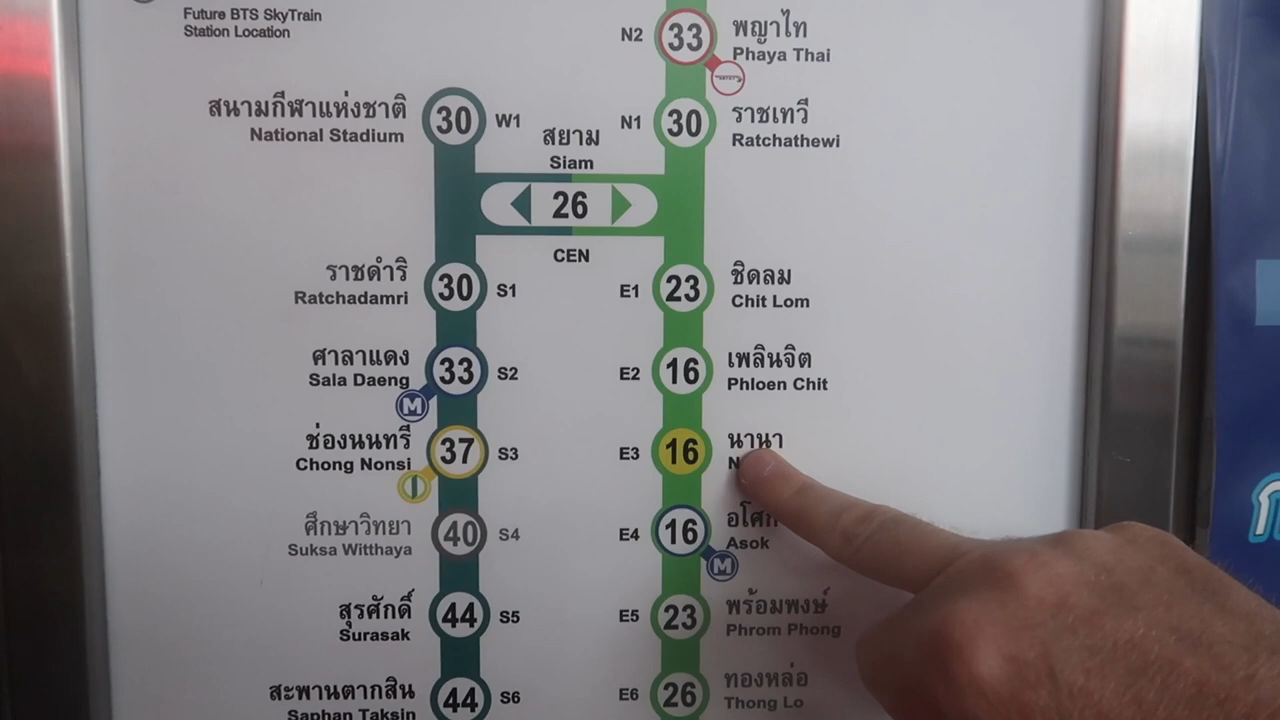 Future BTS SkyTrain
Station Location
N2
33
พญาไท
Phaya Thai
สนามกีฬาแห่งชาติ
National Stadium
30
W1
สยาม
Siam
N1
30
ราชเทวี
Ratchathewi
26
CEN
ราชดำริ
Ratchadamri
30
S1
E1
23
ชิดลม
Chit Lom
ศาลาแดง
Sala Daeng
33
S2
M
E2
16
เพลินจิต
Phloen Chit
ช่องนนทรี
Chong Nonsi
37
S3
E3
16
นานา
ศึกษาวิทยา
Suksa Witthaya
40
S4
E4
16
Asok
M
สุรศักดิ์
Surasak
44
S5
E5
23
พร้อมพงษ์
Phrom Phong
สะพานตากสิน
Saphan Taksin
44
S6
E6
26
ทองหล่อ
Thong Lo